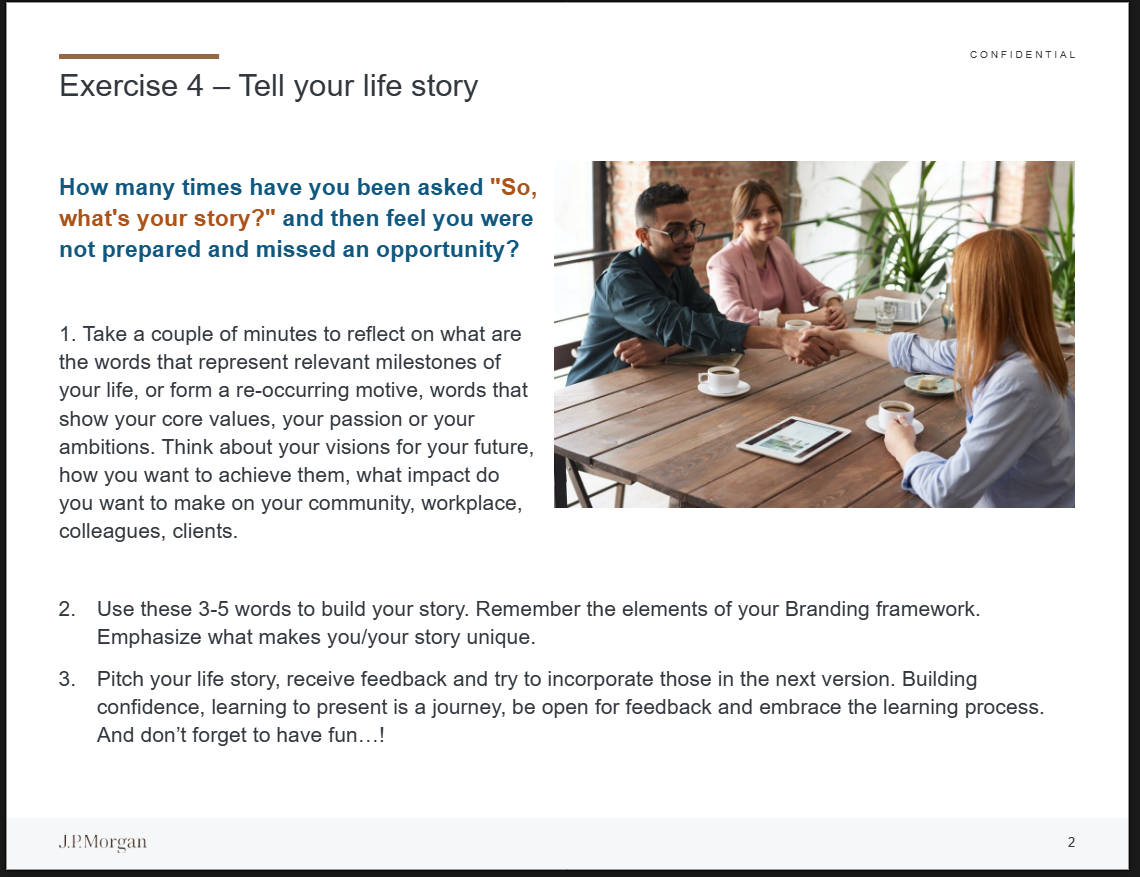 CONFIDENTIAL
Exercise 4 – Tell your life story
How many times have you been asked "So,
what's your story?" and then feel you were
not prepared and missed an opportunity?
1. Take a couple of minutes to reflect on what are
the words that represent relevant milestones of
your life, or form a re-occurring motive, words that
show your core values, your passion or your
ambitions. Think about your visions for your future,
how you want to achieve them, what impact do
you want to make on your community, workplace,
colleagues, clients.
2. Use these 3-5 words to build your story. Remember the elements of your Branding framework.
Emphasize what makes you/your story unique.
3. Pitch your life story, receive feedback and try to incorporate those in the next version. Building
confidence, learning to present is a journey, be open for feedback and embrace the learning process.
And don’t forget to have fun…!
J.P.Morgan
2